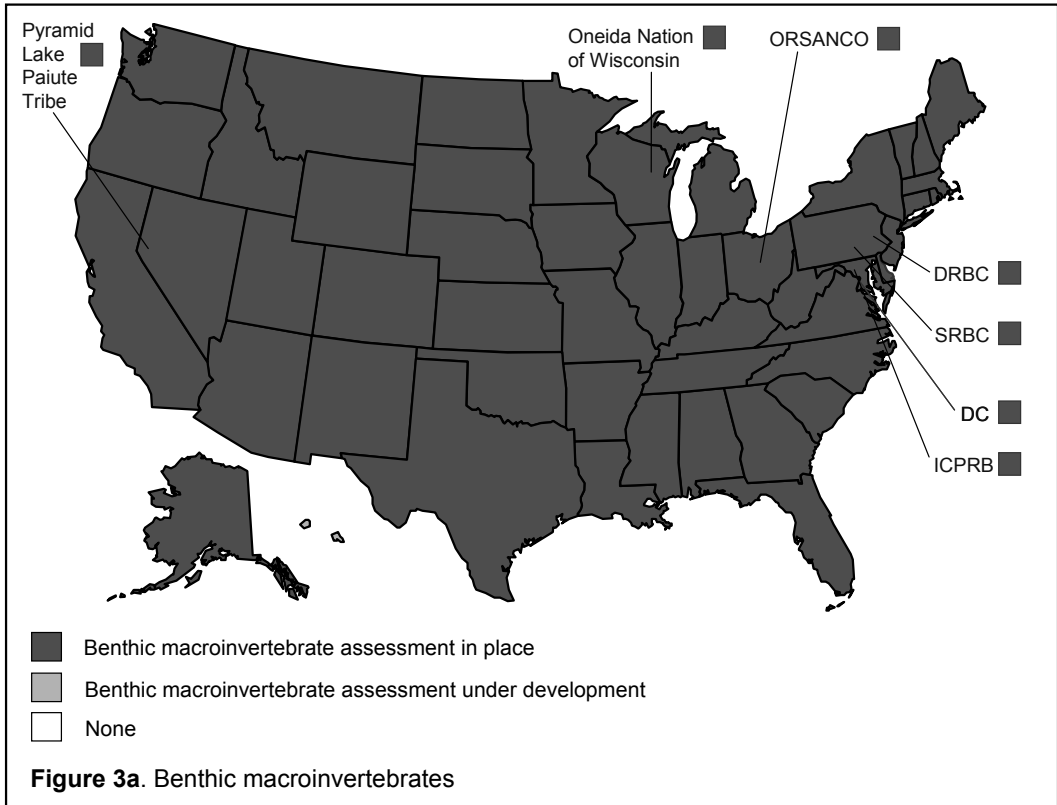 Pyramid
Lake
Paiute
Tribe
Oneida Nation
of Wisconsin
ORSANCO
DRBC
SRBC
DC
ICPRB
Benthic macroinvertebrate assessment in place
Benthic macroinvertebrate assessment under development
None
Figure 3a. Benthic macroinvertebrates